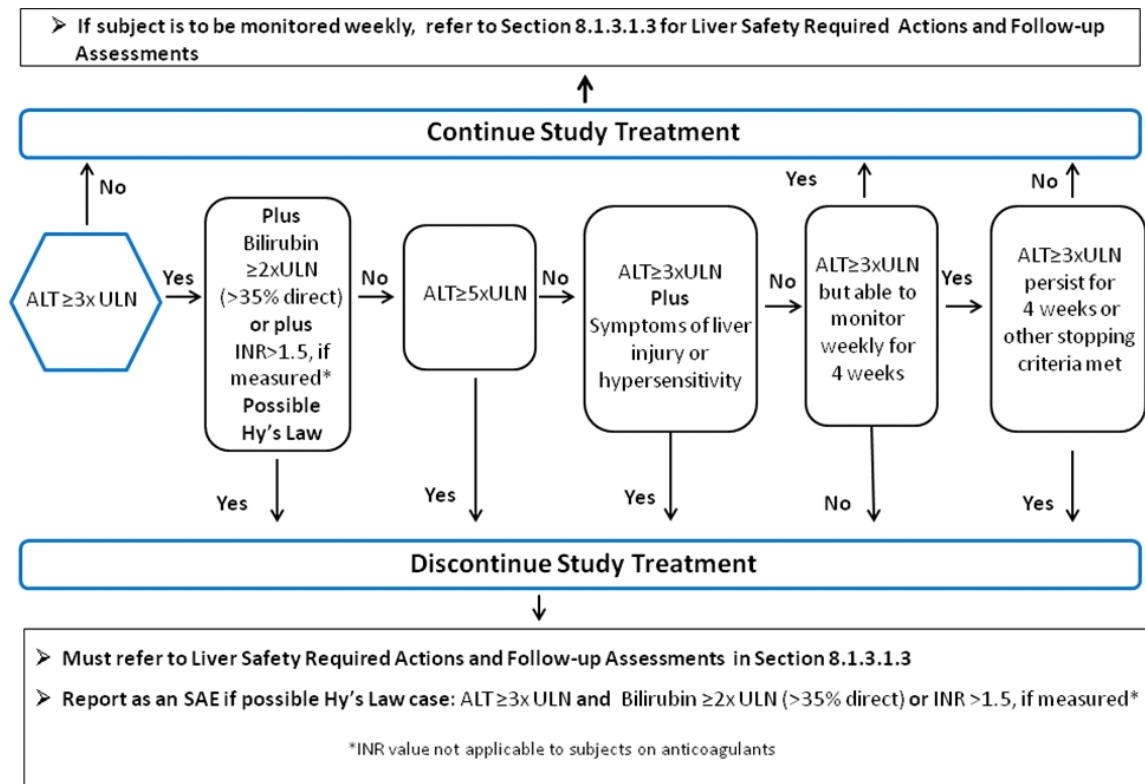 ➢ If subject is to be monitored weekly, refer to Section 8.1.3.1.3 for Liver Safety Required Actions and Follow-up
Assessments
Continue Study Treatment
No
Yes
No
ALT≥3x ULN
Yes
Plus
Bilirubin
≥2xULN
(>35% direct)
or plus
INR>1.5, if
measured*
Possible
Hy's Law
No
ALT≥5xULN
No
ALT≥3xULN
Plus
Symptoms of liver
injury or
hypersensitivity
No
ALT≥3xULN
but able to
monitor
weekly for
4 weeks
Yes
ALT≥3xULN
persist for
4 weeks or
other stopping
criteria met
Yes
Yes
Yes
No
Yes
Discontinue Study Treatment
➢ Must refer to Liver Safety Required Actions and Follow-up Assessments in Section 8.1.3.1.3
➢ Report as an SAE if possible Hy's Law case: ALT≥3x ULN and Bilirubin ≥2x ULN (>35% direct) or INR >1.5, if measured*
*INR value not applicable to subjects on anticoagulants